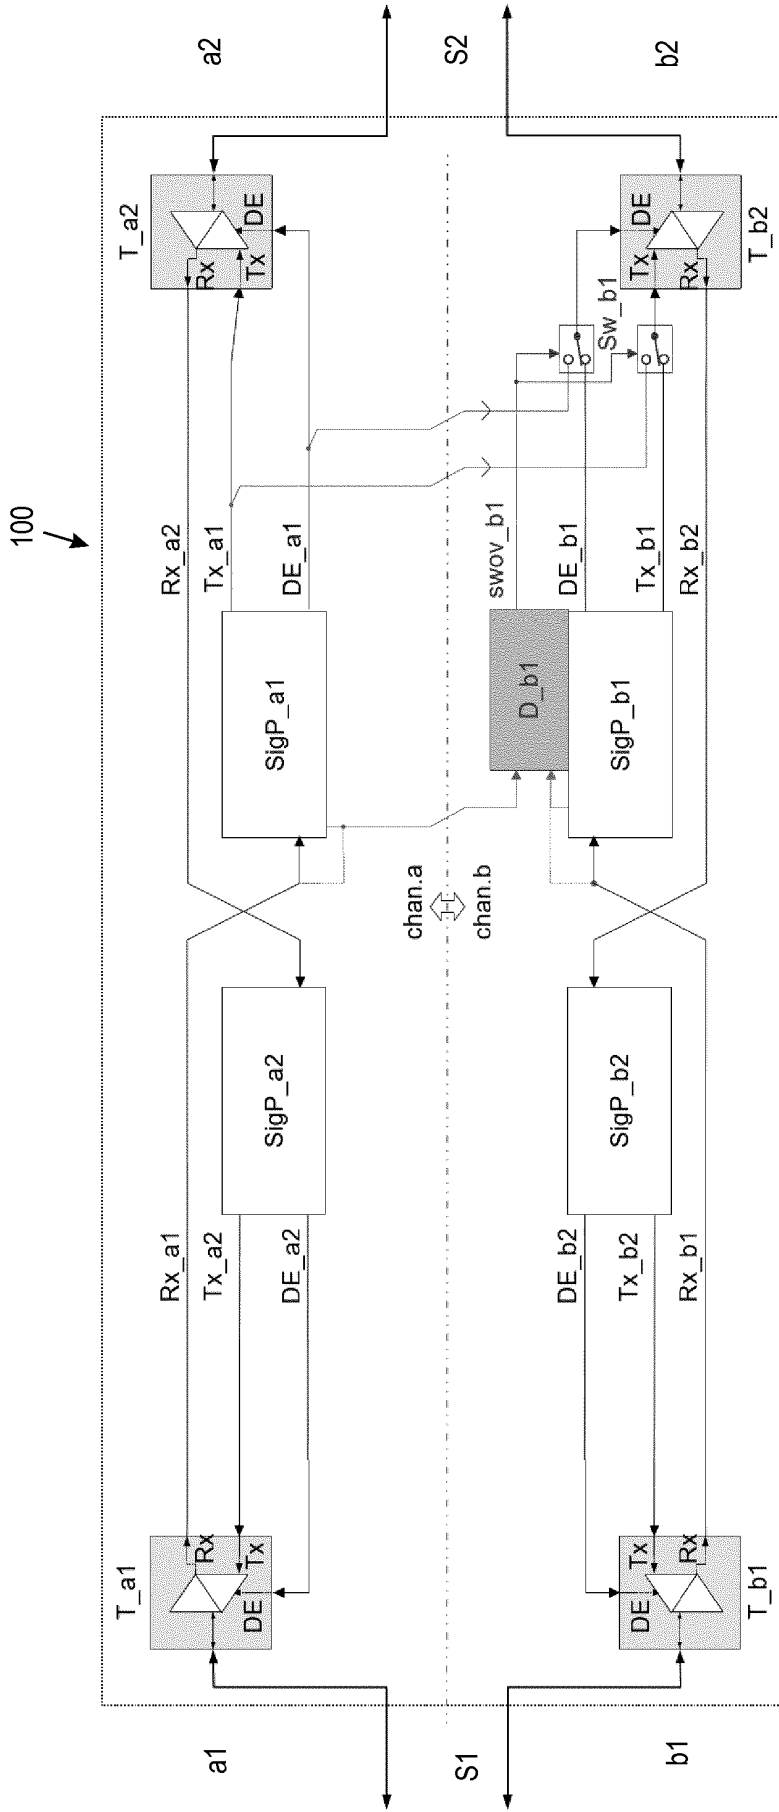 100
a1
T_a1
DE
Tx
Rx
Rx_a1
Tx_a2
DE_a2
SigP_a2
SigP_a1
Rx_a2
Tx_a1
DE_a1
T_a2
Rx
Tx
DE
a2
S1
chan.a
chan.b
S2
b1
T_b1
DE
Tx
Rx
DE_b2
Tx_b2
Rx_b1
SigP_b2
D_b1
SigP_b1
swov_b1
DE_b1
Tx_b1
Rx_b2
Sw_b1
DE
Tx
Rx
T_b2
b2